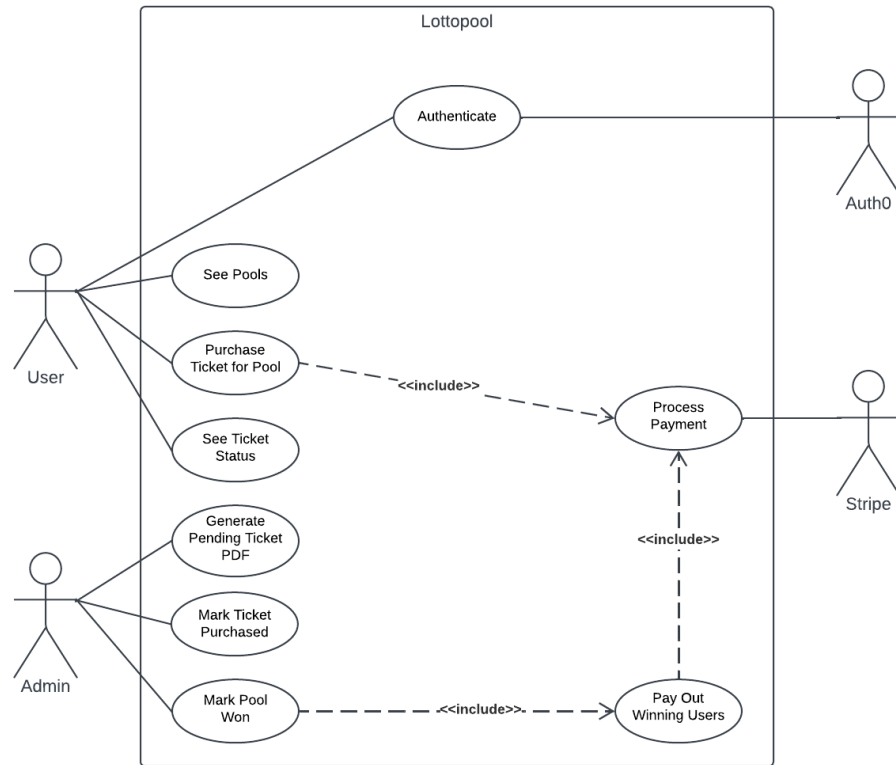 Lottopool
Authenticate
Auth0
See Pools
User
Purchase
Ticket for Pool
<<include>>
Process
Payment
Stripe
See Ticket
Status
Generate
Pending Ticket
PDF
<<include>>
Mark Ticket
Purchased
Admin
Mark Pool
Won
<<include>>
Pay Out
Winning Users